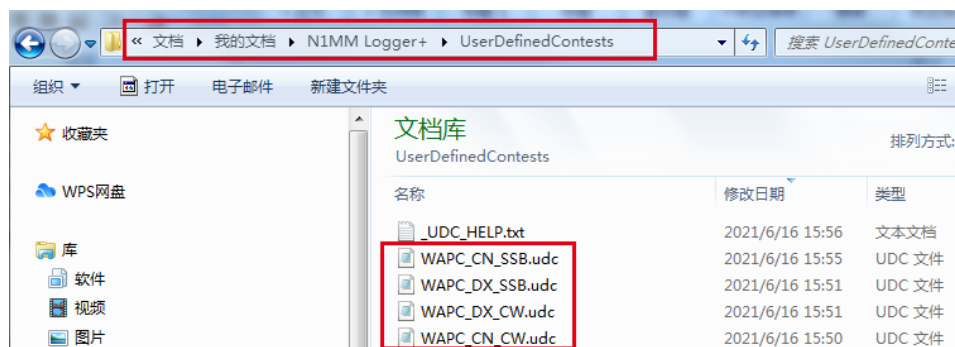 « 文档 ▸ 我的文档 ▸ N1MM Logger+ ▸ UserDefinedContests
搜索 UserDefinedConte
组织 打开 电子邮件 新建文件夹
收藏夹
WPS网盘
库
软件
视频
图片
文档库
UserDefinedContests
排列方式:
名称 修改日期 类型
_UDC_HELP.txt 2021/6/16 15:56 文本文档
WAPC_CN_SSB.udc 2021/6/16 15:55 UDC 文件
WAPC_DX_SSB.udc 2021/6/16 15:51 UDC 文件
WAPC_DX_CW.udc 2021/6/16 15:51 UDC 文件
WAPC_CN_CW.udc 2021/6/16 15:50 UDC 文件